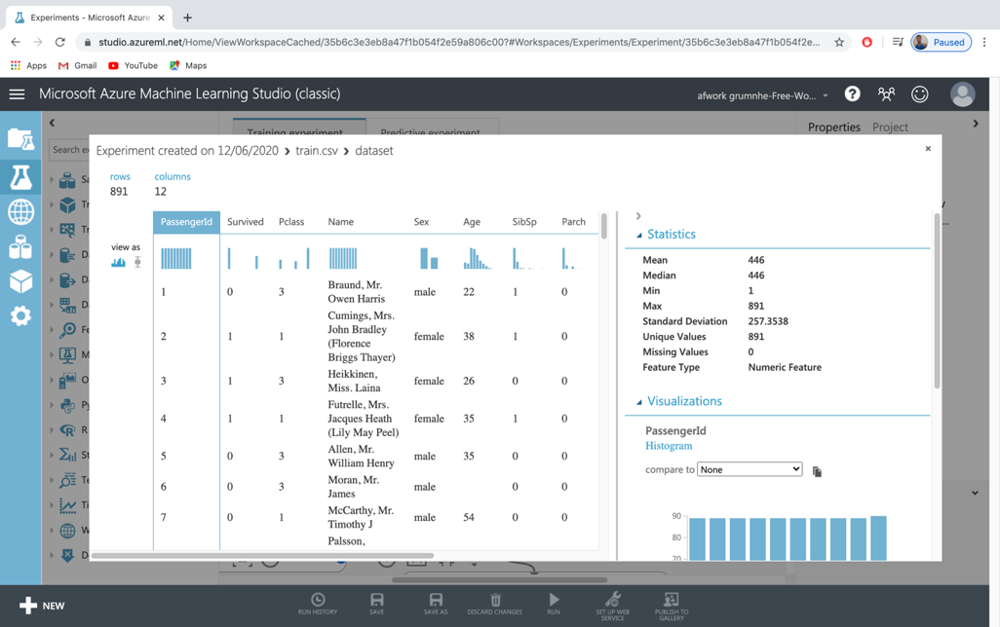 Experiments - Microsoft Azure
studio.azureml.net/Home/ViewWorkspaceCached/35b6c3e3eb8a47f1b054f2e59a806c00?#Workspaces/Experiments/Experiment/35b6c3e3eb8a47f1b054f2e...
Paused
Apps Gmail YouTube Maps
Microsoft Azure Machine Learning Studio (classic)
afwork grumnhe-Free-Wo...
Training experiment Predictive experiment
Properties Project
Search ex
Experiment created on 12/06/2020 › train.csv › dataset
rows columns
891 12
view as
PassengerId Survived Pclass Name Sex Age SibSp Parch
1 0 3 Braund, Mr. Owen Harris male 22 1 0
2 1 1 Cumings, Mrs. John Bradley (Florence Briggs Thayer) female 38 1 0
3 1 3 Heikkinen, Miss. Laina female 26 0 0
4 1 1 Futrelle, Mrs. Jacques Heath (Lily May Peel) female 35 1 0
5 0 3 Allen, Mr. William Henry male 35 0 0
6 0 3 Moran, Mr. James male 0 0
7 0 1 McCarthy, Mr. Timothy J male 54 0 0
Palsson,
Statistics
Mean 446
Median 446
Min 1
Max 891
Standard Deviation 257.3538
Unique Values 891
Missing Values 0
Feature Type Numeric Feature
Visualizations
PassengerId
Histogram
compare to None
90
80
70
NEW
RUN HISTORY
SAVE
SAVE AS
DISCARD CHANGES
RUN
SET UP WEB SERVICE
PUBLISH TO GALLERY